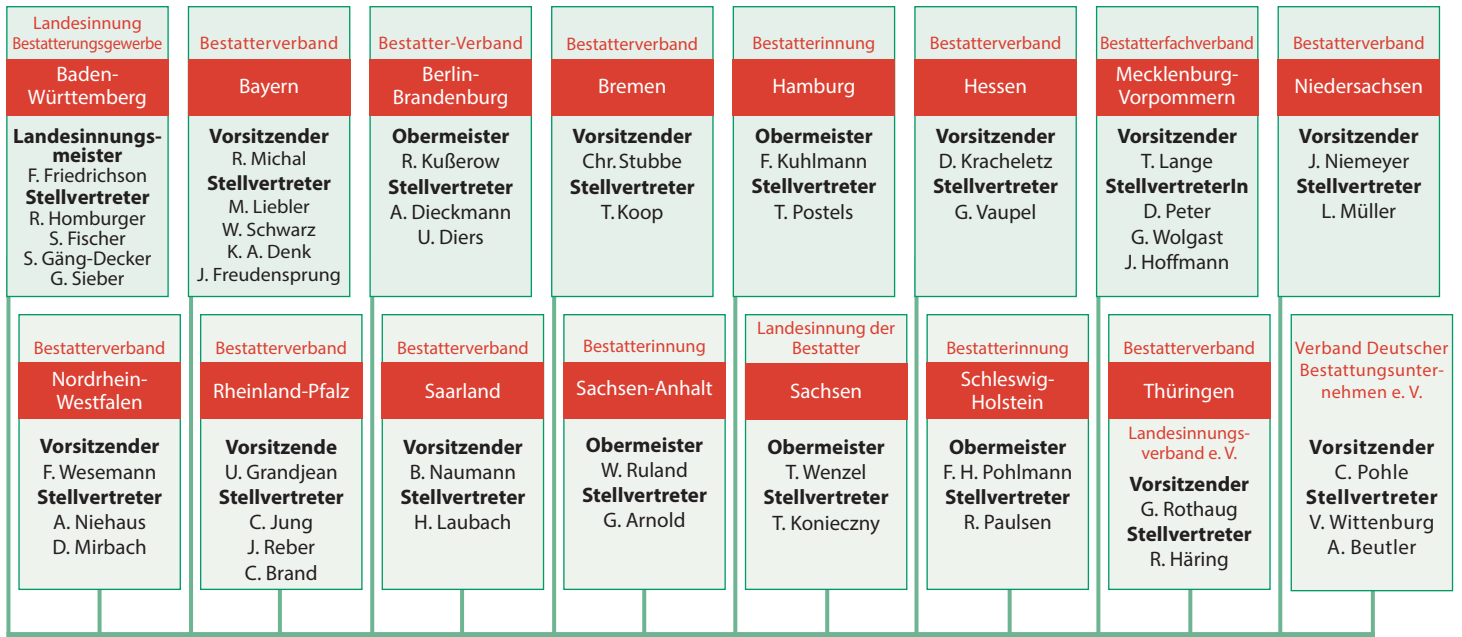 Landesinnung
Bestatterungsgewerbe
Baden-
Württemberg
Landesinnungs-
meister
F. Friedrichson
Stellvertreter
R. Homburger
S. Fischer
S. Gäng-Decker
G. Sieber
Bestatterverband
Bayern
Vorsitzender
R. Michal
Stellvertreter
M. Liebler
W. Schwarz
K. A. Denk
J. Freudensprung
Bestatter-Verband
Berlin-
Brandenburg
Obermeister
R. Kußerow
Stellvertreter
A. Dieckmann
U. Diers
Bestatterverband
Bremen
Vorsitzender
Chr. Stubbe
Stellvertreter
T. Koop
Bestatterinnung
Hamburg
Obermeister
F. Kuhlmann
Stellvertreter
T. Postels
Bestatterverband
Hessen
Vorsitzender
D. Kracheletz
Stellvertreter
G. Vaupel
Bestatterfachverband
Mecklenburg-
Vorpommern
Vorsitzender
T. Lange
StellvertreterIn
D. Peter
G. Wolgast
J. Hoffmann
Bestatterverband
Niedersachsen
Vorsitzender
J. Niemeyer
Stellvertreter
L. Müller
Bestatterverband
Nordrhein-
Westfalen
Vorsitzender
F. Wesemann
Stellvertreter
A. Niehaus
D. Mirbach
Bestatterverband
Rheinland-Pfalz
Vorsitzende
U. Grandjean
Stellvertreter
C. Jung
J. Reber
C. Brand
Bestatterverband
Saarland
Vorsitzender
B. Naumann
Stellvertreter
H. Laubach
Bestatterinnung
Sachsen-Anhalt
Obermeister
W. Ruland
Stellvertreter
G. Arnold
Landesinnung der
Bestatter
Sachsen
Obermeister
T. Wenzel
Stellvertreter
T. Konieczny
Bestatterinnung
Schleswig-
Holstein
Obermeister
F. H. Pohlmann
Stellvertreter
R. Paulsen
Bestatterverband
Thüringen
Landesinnungs-
verband e. V.
Vorsitzender
G. Rothaug
Stellvertreter
R. Häring
Verband Deutscher
Bestattungsunter-
nehmen e. V.
Vorsitzender
C. Pohle
Stellvertreter
V. Wittenburg
A. Beutler